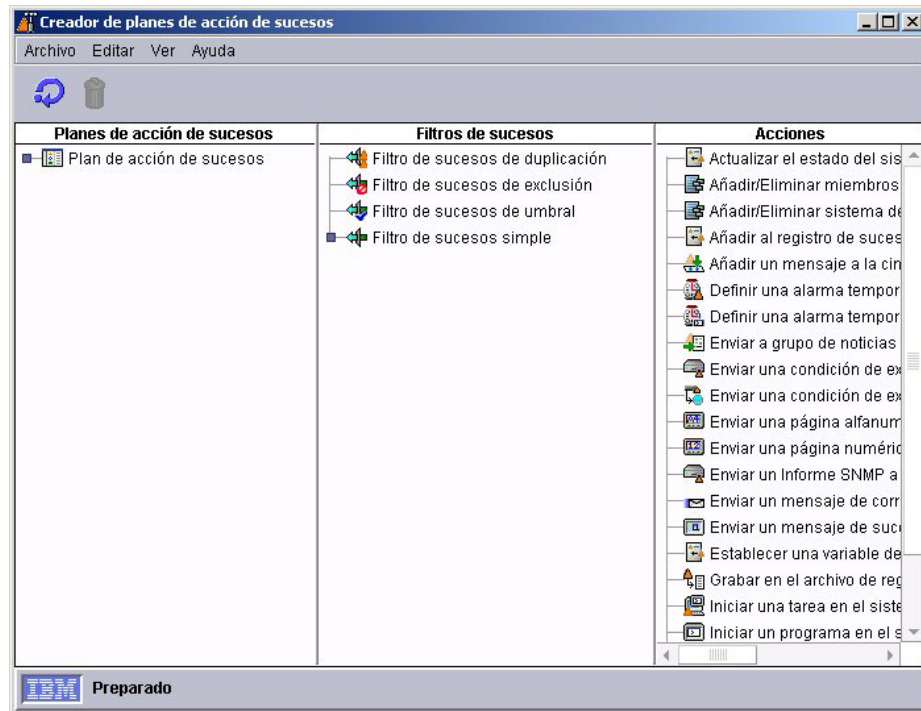 Creador de planes de acción de sucesos
Archivo Editar Ver Ayuda
Planes de acción de sucesos
Plan de acción de sucesos
Filtros de sucesos
Filtro de sucesos de duplicación
Filtro de sucesos de exclusión
Filtro de sucesos de umbral
Filtro de sucesos simple
Acciones
Actualizar el estado del sis
Añadir/Eliminar miembros
Añadir/Eliminar sistema de
Añadir al registro de suces
Añadir un mensaje a la cin
Definir una alarma tempor
Definir una alarma tempor
Enviar a grupo de noticias
Enviar una condición de ex
Enviar una condición de ex
Enviar una página alfanum
Enviar una página numéric
Enviar un Informe SNMP a
Enviar un mensaje de corr
Enviar un mensaje de suc
Establecer una variable de
Grabar en el archivo de reg
Iniciar una tarea en el siste
Iniciar un programa en el s
IBM Preparado